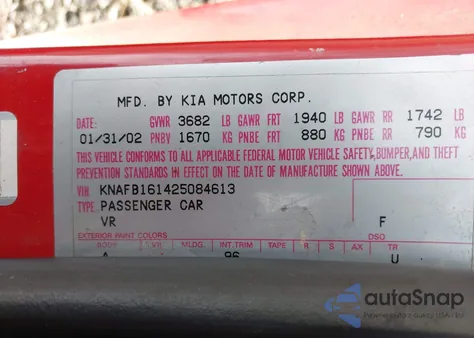 MFD. BY KIA MOTORS CORP.
DATE: GVWR 3682 LB GAWR FRT 1940 LB GAWR RR 1742 LB
01/31/02 PNBV 1670 KG PNBE FRT 880 KG PNBE RR 790 KG
THIS VEHICLE CONFORMS TO ALL APPLICABLE FEDERAL MOTOR VEHICLE SAFETY, BUMPER, AND THEFT
PREVENTION STANDARDS IN EFFECT ON THE DATE OF MANUFACTURE SHOWN ABOVE.
VIN: KNAFB161425084613
TYPE: PASSENGER CAR
VR F
EXTERIOR PAINT COLORS DSO
BODY VR MLDG. INT.TRIM TAPE R S AX TR
A 96 U
autoSnap